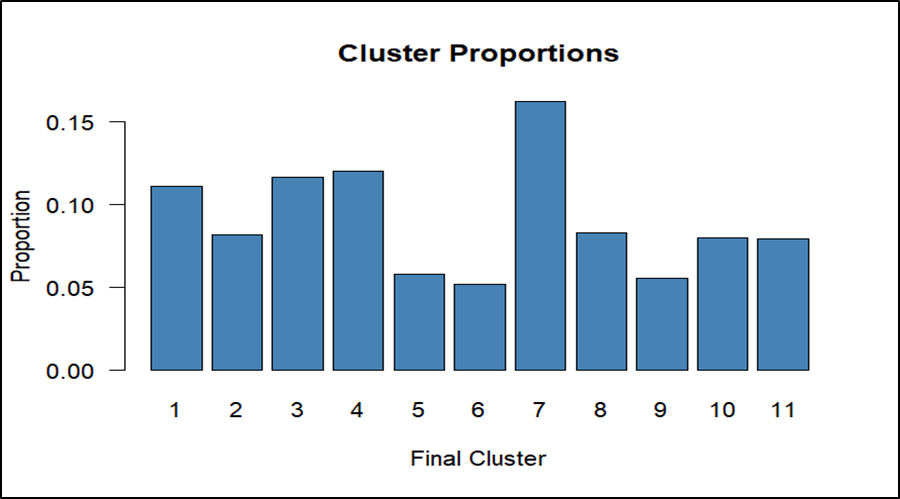 Cluster Proportions
0.15
0.10
0.05
0.00
Proportion
1 2 3 4 5 6 7 8 9 10 11
Final Cluster